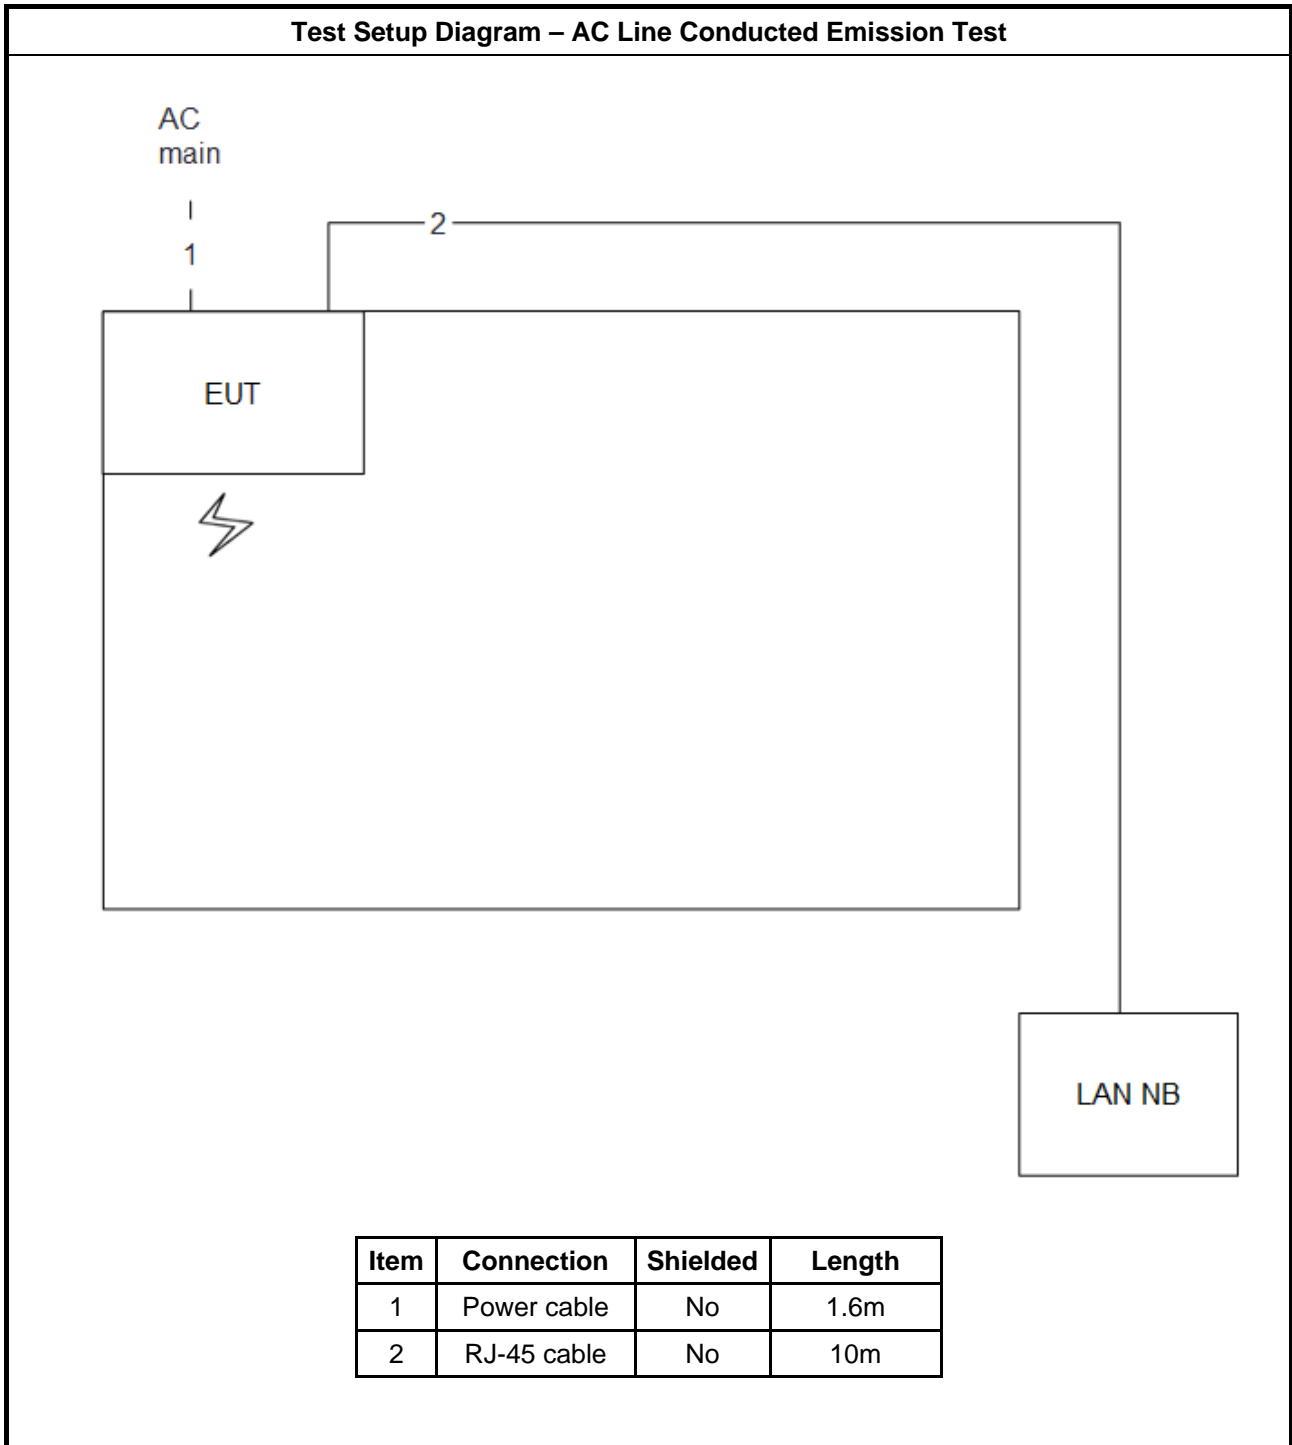 Test Setup Diagram – AC Line Conducted Emission Test
AC
main
1
2
EUT
LAN NB
Item Connection Shielded Length
1 Power cable No 1.6m
2 RJ-45 cable No 10m